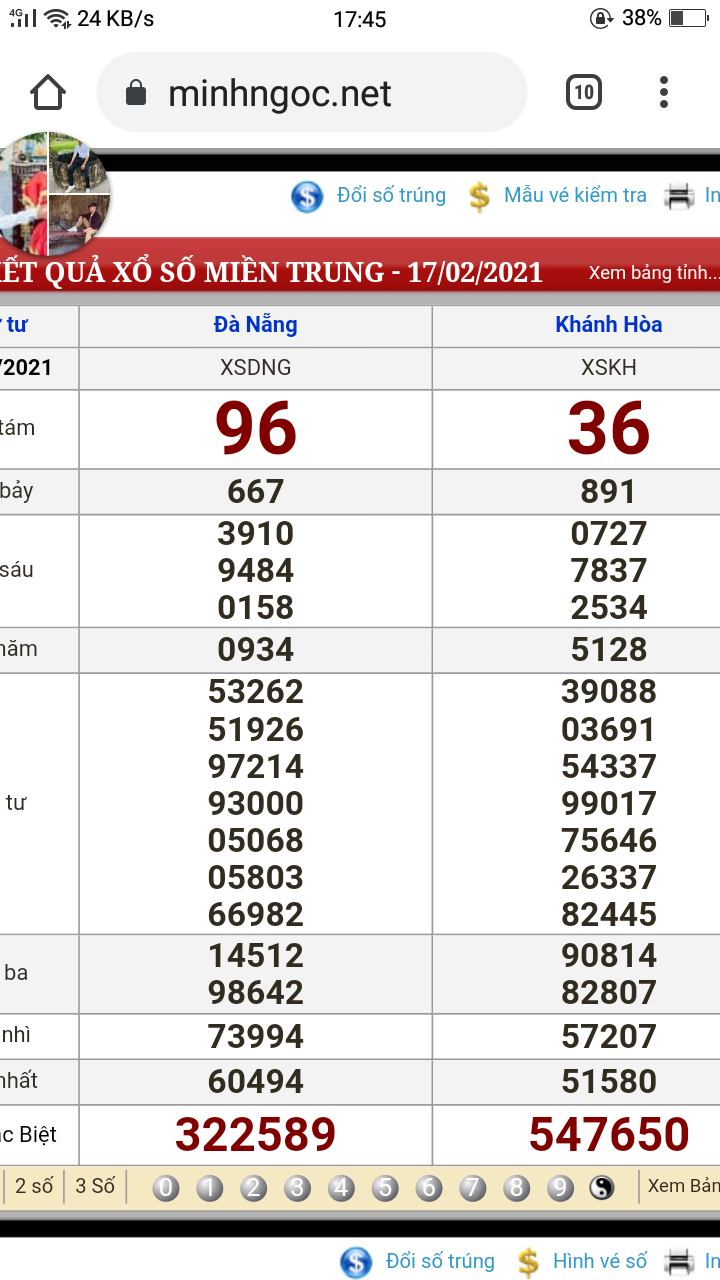 4G 24 KB/s 17:45 38%
minhngoc.net 10
Đổi số trúng Mẫu vé kiểm tra In
KẾT QUẢ XỔ SỐ MIỀN TRUNG - 17/02/2021 Xem bảng tỉnh...
tư Đà Nẵng Khánh Hòa
/2021 XSDNG XSKH
tám 96 36
bảy 667 891
3910 0727
sáu 9484 7837
0158 2534
năm 0934 5128
53262 39088
51926 03691
97214 54337
tư 93000 99017
05068 75646
05803 26337
66982 82445
ba 14512 90814
98642 82807
nhì 73994 57207
nhất 60494 51580
ặc Biệt 322589 547650
2 số 3 Số 0 1 2 3 4 5 6 7 8 9 Xem Bản
Đổi số trúng Hình vé số In